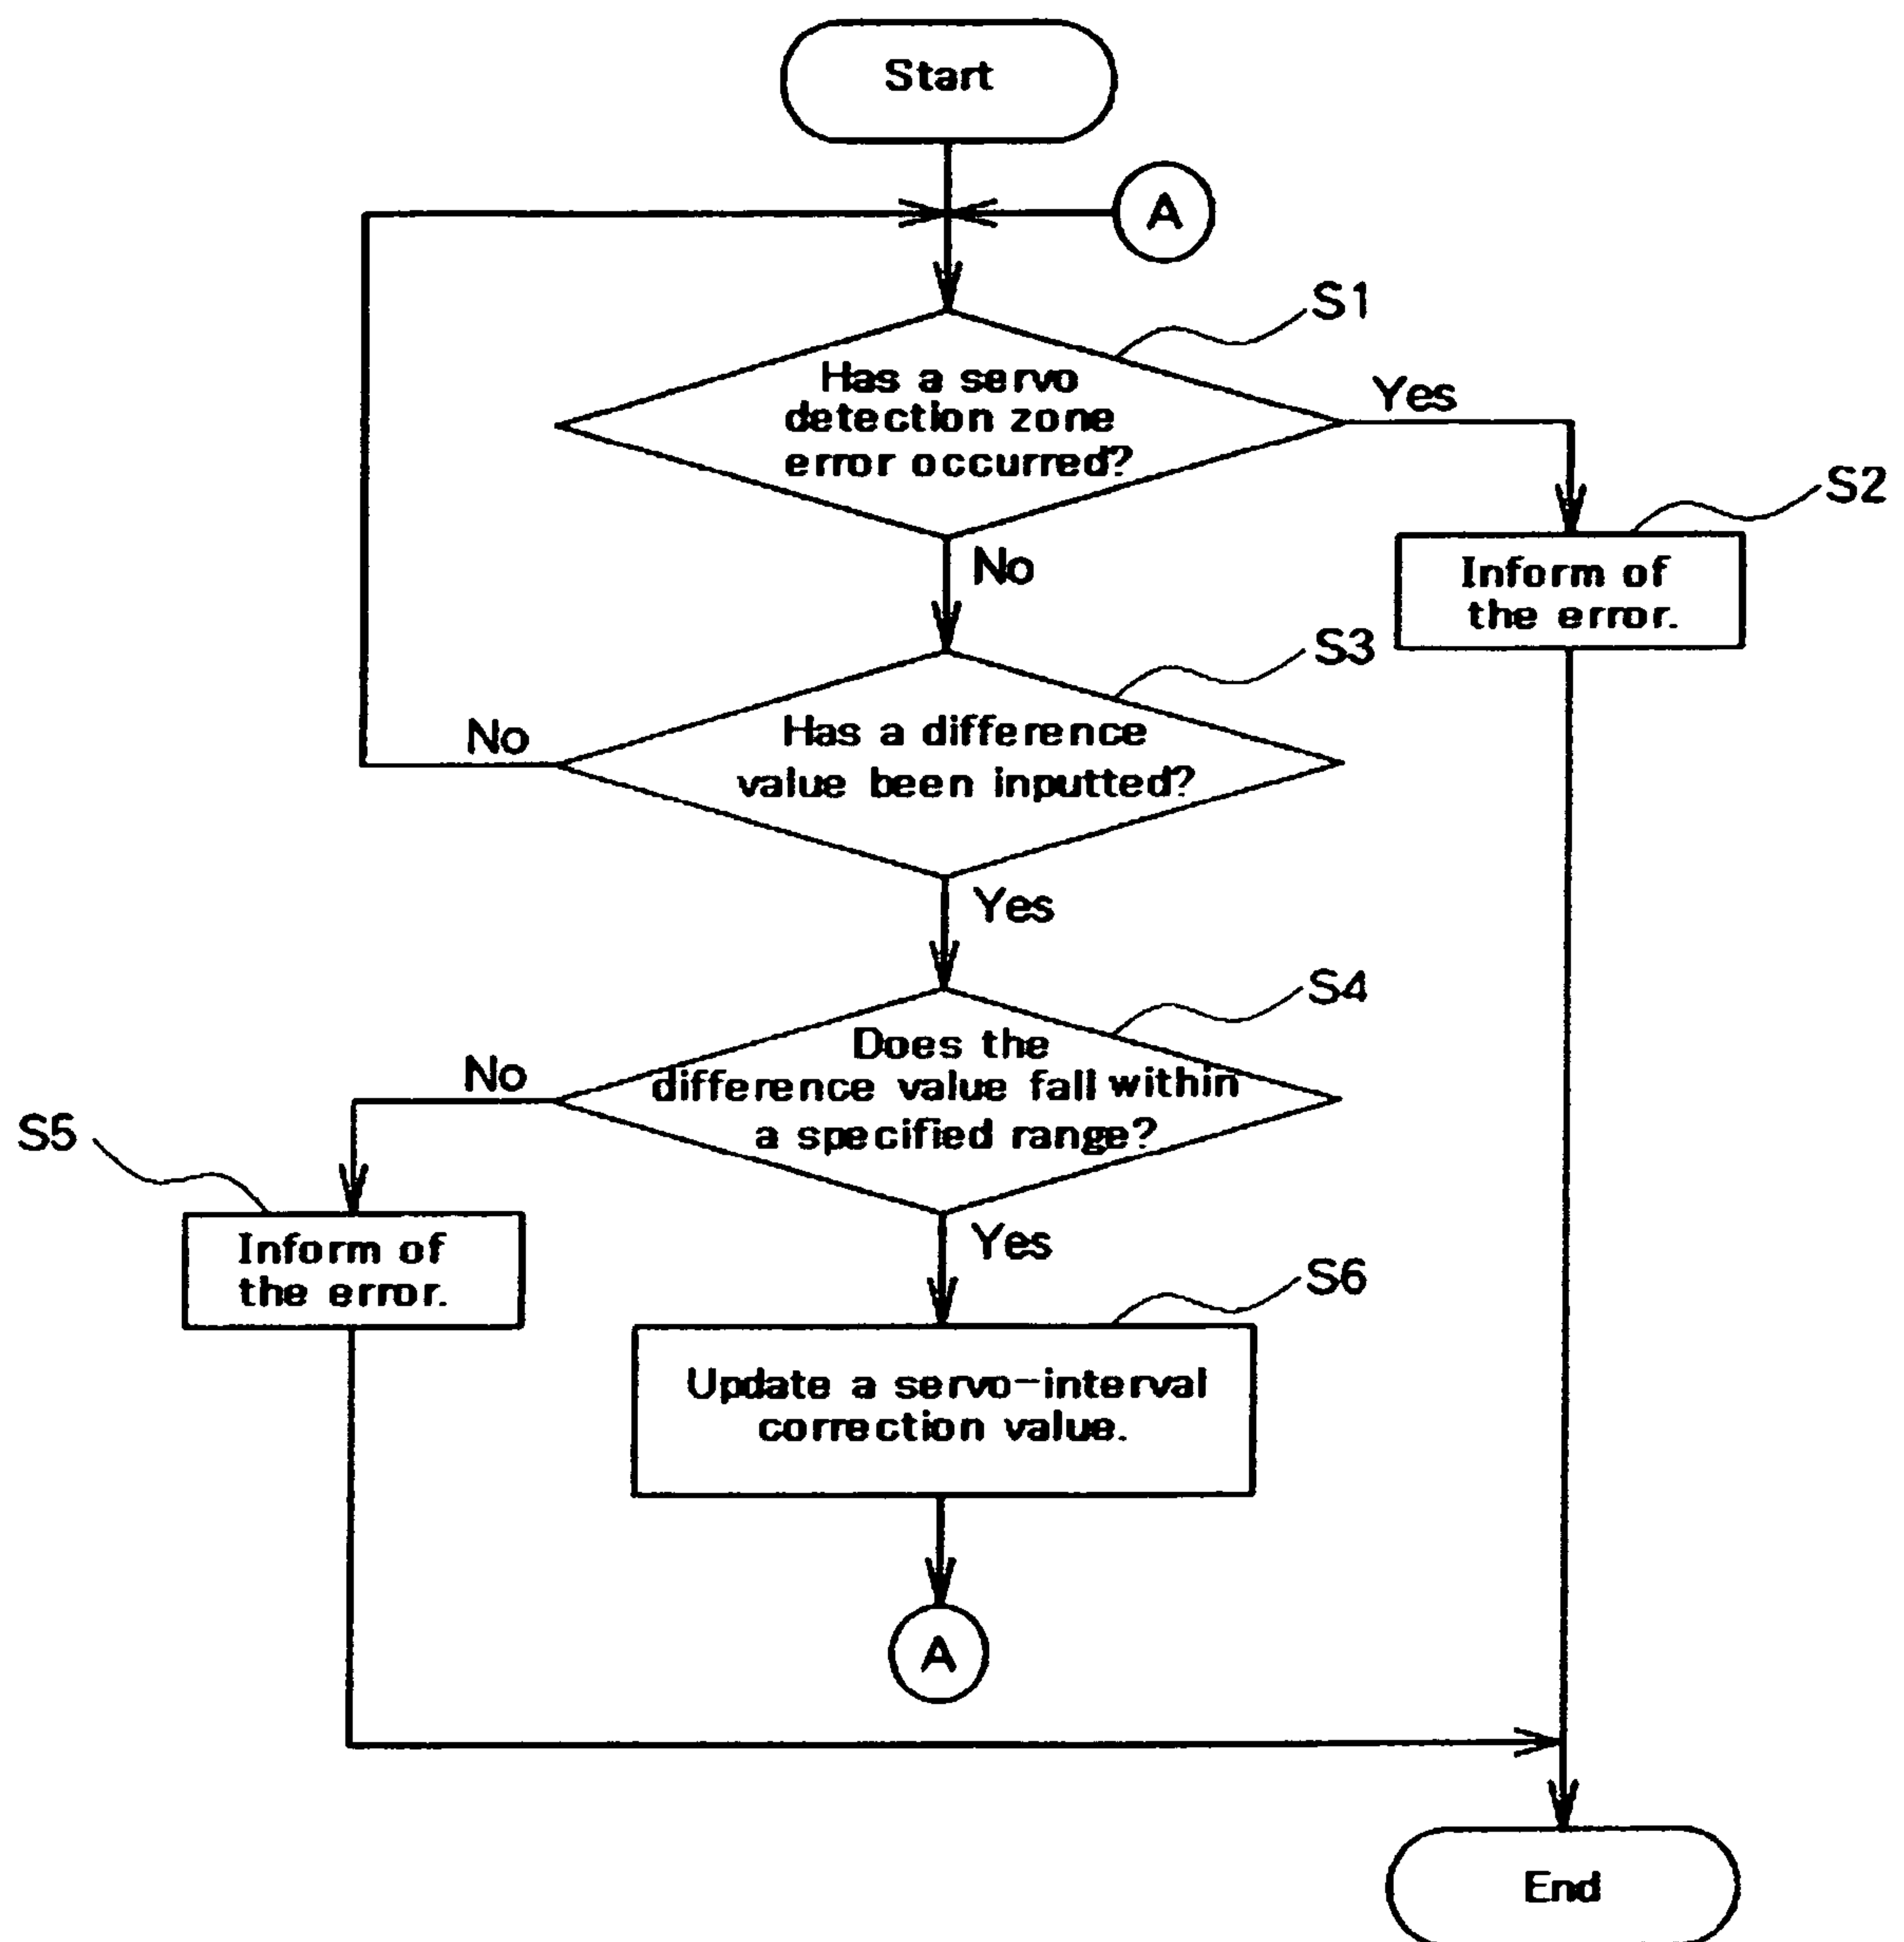 Start
A
S1
Has a servo
detection zone
error occurred?
Yes
S2
Inform of
the error.
No
S3
Has a difference
value been inputted?
No
Yes
S4
Does the
difference value fall within
a specified range?
No
S5
Inform of
the error.
Yes
S6
Update a servo-interval
correction value.
A
End